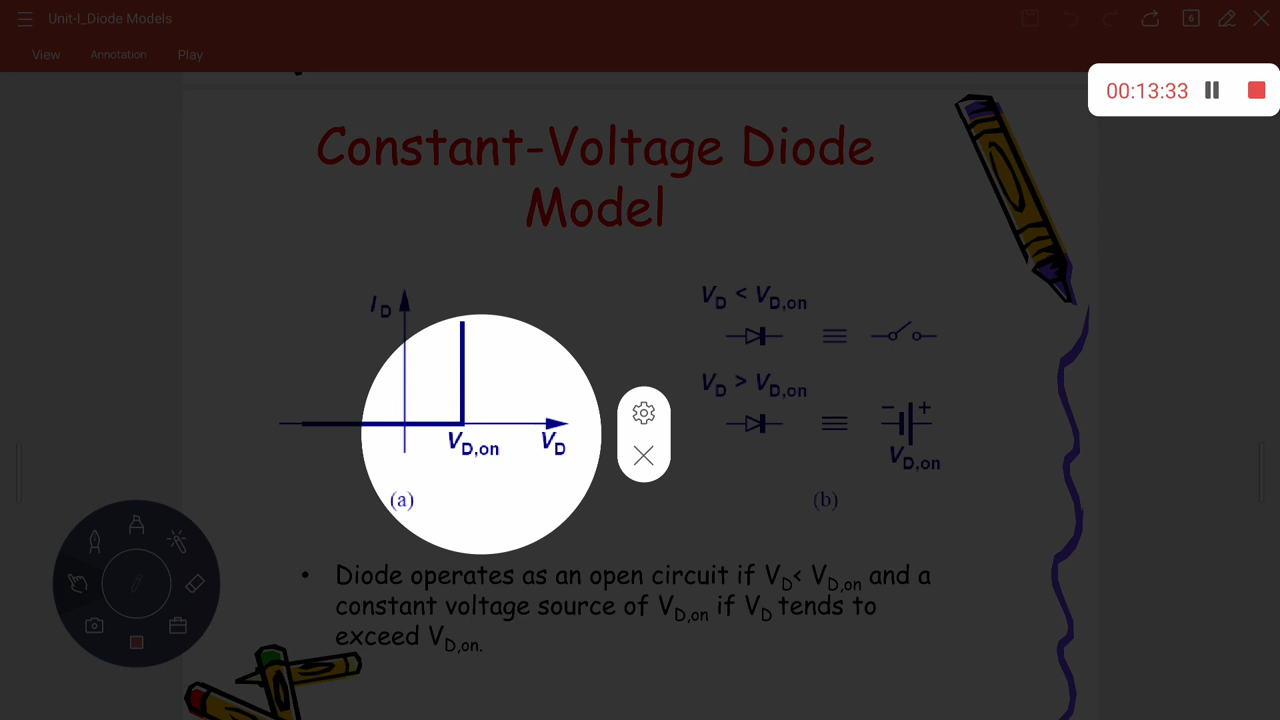 Unit-I_Diode Models
6
View Annotation Play
00:13:33
Constant-Voltage Diode
Model
I D
VD,on
VD
(a)
VD < VD,on
VD > VD,on
− +
VD,on
(b)
• Diode operates as an open circuit if VD< VD,on and a
constant voltage source of VD,on if VD tends to
exceed VD,on.